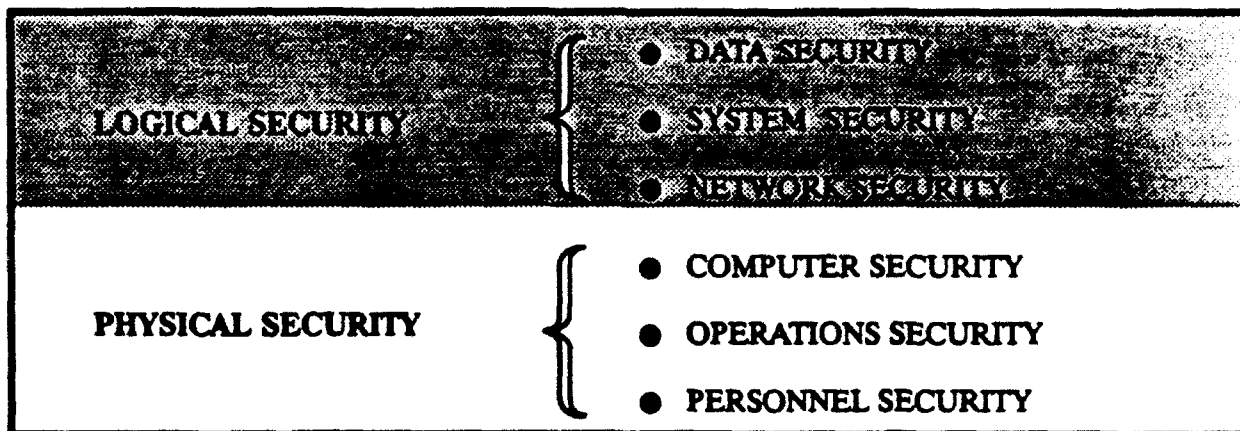 LOGICAL SECURITY
● DATA SECURITY
● SYSTEM SECURITY
● NETWORK SECURITY
PHYSICAL SECURITY
● COMPUTER SECURITY
● OPERATIONS SECURITY
● PERSONNEL SECURITY